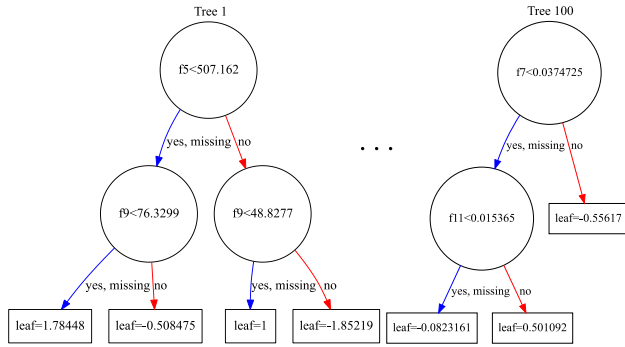 Tree 1
Tree 100
f5<507.162
f7<0.0374725
yes, missing
no
yes, missing
no
. . .
f9<76.3299
f9<48.8277
f11<0.015365
leaf=-0.55617
yes, missing
no
yes, missing
no
yes, missing
no
leaf=1.78448
leaf=-0.508475
leaf=1
leaf=-1.85219
leaf=-0.0823161
leaf=0.501092